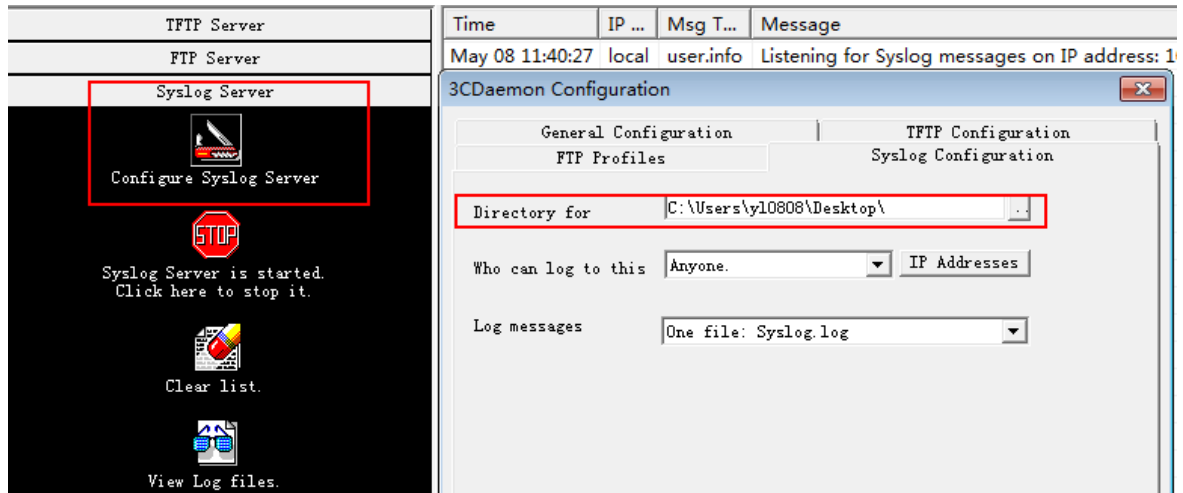 TFTP Server
FTP Server
Syslog Server
Configure Syslog Server
STOP
Syslog Server is started.
Click here to stop it.
Clear list.
View Log files.
Time IP ... Msg T... Message
May 08 11:40:27 local user.info Listening for Syslog messages on IP address: 1
3CDaemon Configuration
General Configuration TFTP Configuration
FTP Profiles Syslog Configuration
Directory for C:\Users\yl0808\Desktop\ ..
Who can log to this Anyone. IP Addresses
Log messages One file: Syslog.log